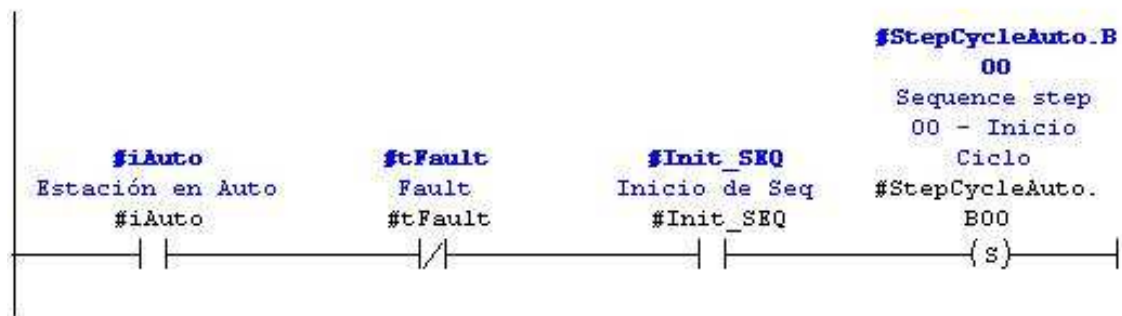 #StepCycleAuto.B
00
Sequence step
00 - Inicio
#iAuto #tFault #Init_SEQ Ciclo
Estación en Auto Fault Inicio de Seq #StepCycleAuto.
#iAuto #tFault #Init_SEQ B00
(S)